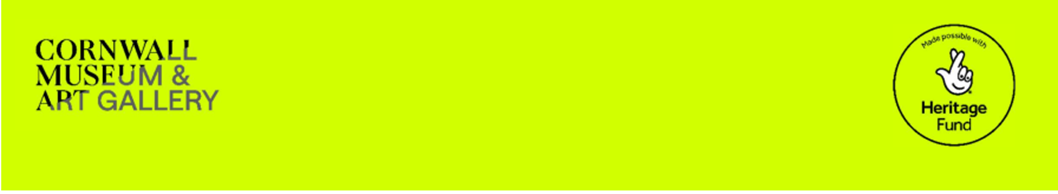 CORNWALL
MUSEUM &
ART GALLERY
Made possible with
Heritage
Fund